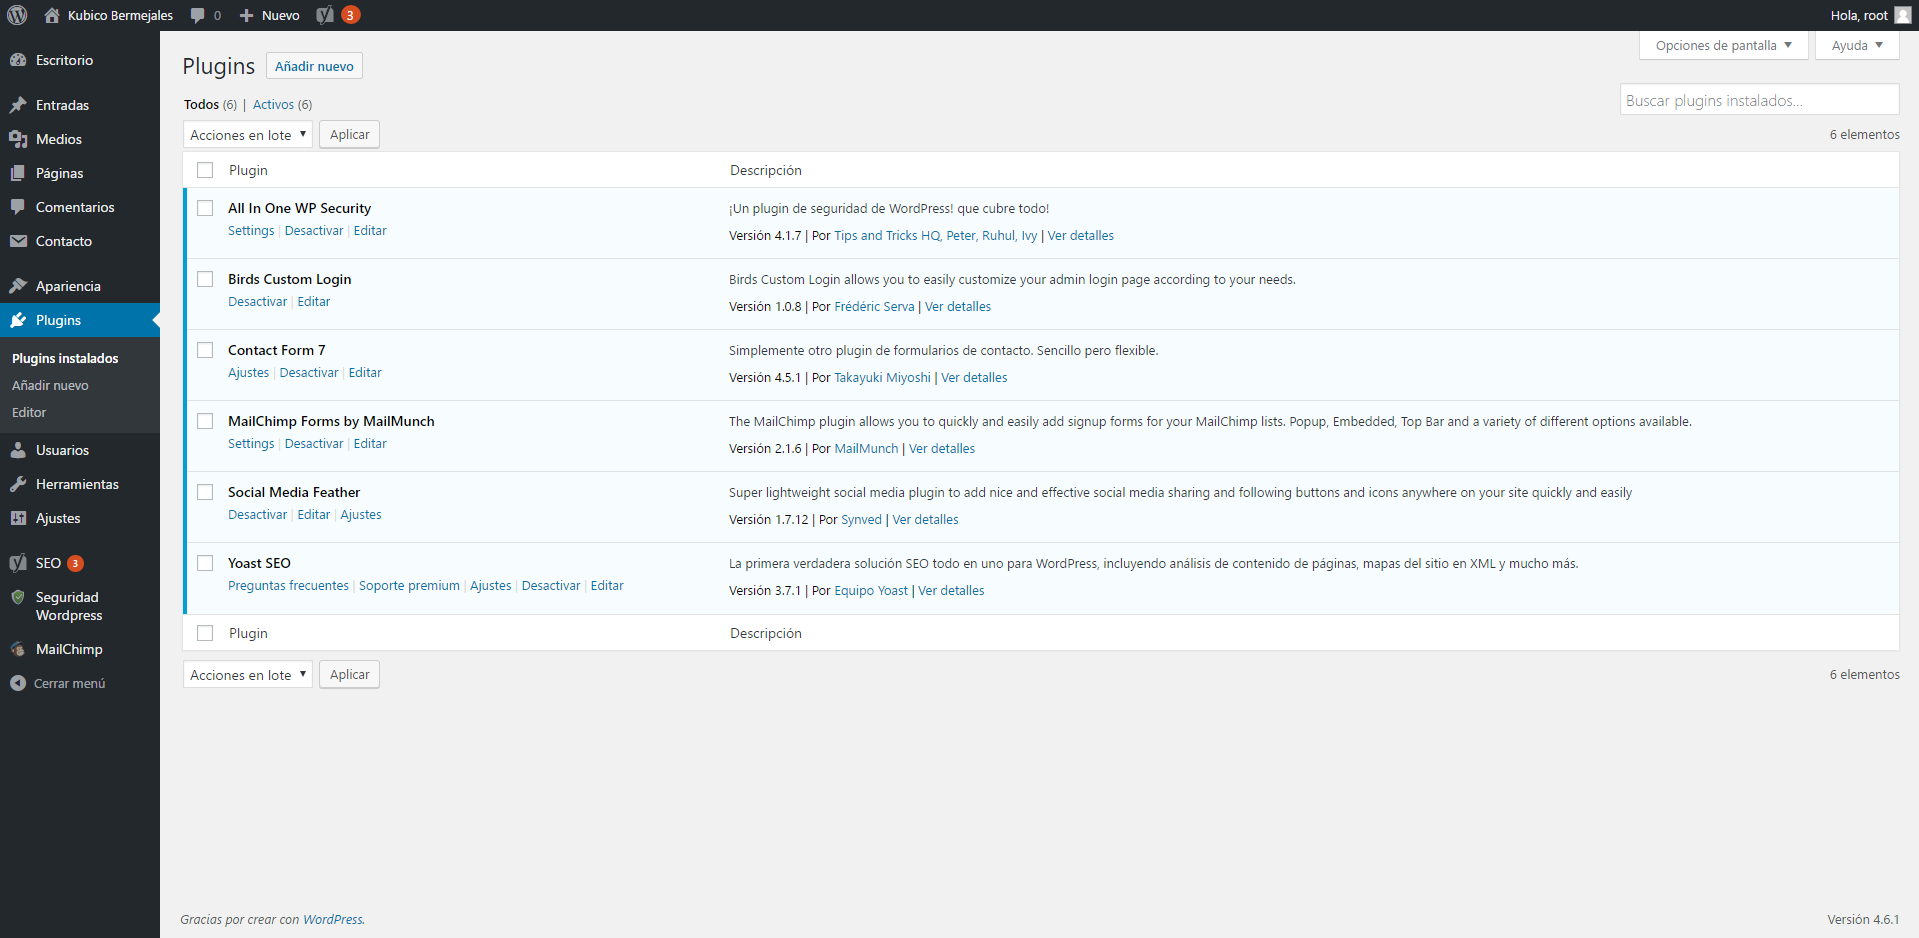 Kubico Bermejales 0 Nuevo 3 Hola, root
Escritorio
Entradas
Medios
Páginas
Comentarios
Contacto
Apariencia
Plugins
Plugins instalados
Añadir nuevo
Editor
Usuarios
Herramientas
Ajustes
SEO 3
Seguridad
Wordpress
MailChimp
Cerrar menú
Opciones de pantalla Ayuda
Plugins Añadir nuevo
Todos (6) | Activos (6)
Buscar plugins instalados...
Acciones en lote Aplicar 6 elementos
Plugin Descripción
All In One WP Security
Settings | Desactivar | Editar
¡Un plugin de seguridad de WordPress! que cubre todo!
Versión 4.1.7 | Por Tips and Tricks HQ, Peter, Ruhul, Ivy | Ver detalles
Birds Custom Login
Desactivar | Editar
Birds Custom Login allows you to easily customize your admin login page according to your needs.
Versión 1.0.8 | Por Frédéric Serva | Ver detalles
Contact Form 7
Ajustes | Desactivar | Editar
Simplemente otro plugin de formularios de contacto. Sencillo pero flexible.
Versión 4.5.1 | Por Takayuki Miyoshi | Ver detalles
MailChimp Forms by MailMunch
Settings | Desactivar | Editar
The MailChimp plugin allows you to quickly and easily add signup forms for your MailChimp lists. Popup, Embedded, Top Bar and a variety of different options available.
Versión 2.1.6 | Por MailMunch | Ver detalles
Social Media Feather
Desactivar | Editar | Ajustes
Super lightweight social media plugin to add nice and effective social media sharing and following buttons and icons anywhere on your site quickly and easily
Versión 1.7.12 | Por Synved | Ver detalles
Yoast SEO
Preguntas frecuentes | Soporte premium | Ajustes | Desactivar | Editar
La primera verdadera solución SEO todo en uno para WordPress, incluyendo análisis de contenido de páginas, mapas del sitio en XML y mucho más.
Versión 3.7.1 | Por Equipo Yoast | Ver detalles
Plugin Descripción
Acciones en lote Aplicar 6 elementos
Gracias por crear con WordPress. Versión 4.6.1